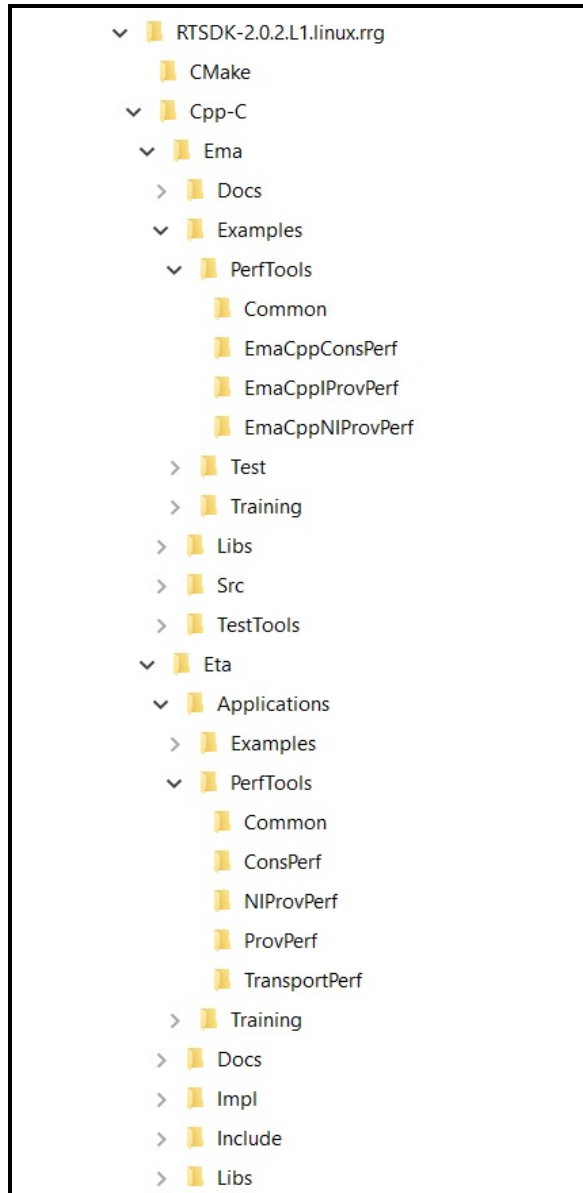 RTSDK-2.0.2.L1.linux.rrg
CMake
Cpp-C
Ema
Docs
Examples
PerfTools
Common
EmaCppConsPerf
EmaCppIProvPerf
EmaCppNIProvPerf
Test
Training
Libs
Src
TestTools
Eta
Applications
Examples
PerfTools
Common
ConsPerf
NIProvPerf
ProvPerf
TransportPerf
Training
Docs
Impl
Include
Libs